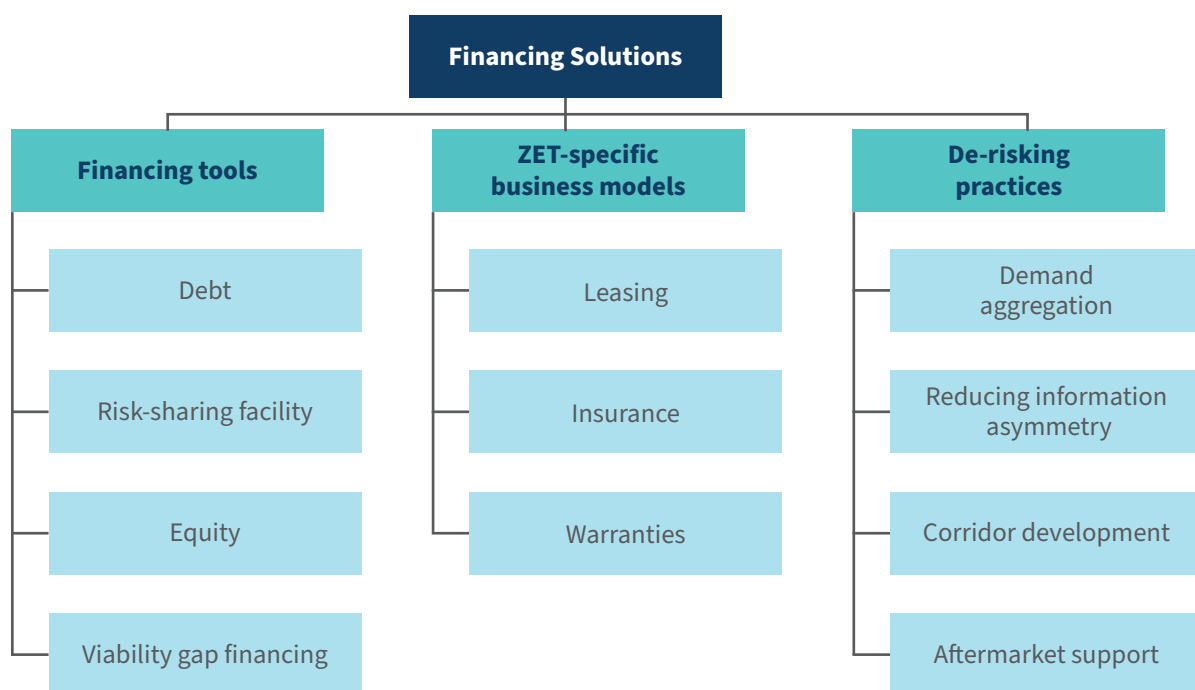 Financing Solutions
Financing tools
Debt
Risk-sharing facility
Equity
Viability gap financing
ZET-specific
business models
Leasing
Insurance
Warranties
De-risking
practices
Demand
aggregation
Reducing information
asymmetry
Corridor development
Aftermarket support